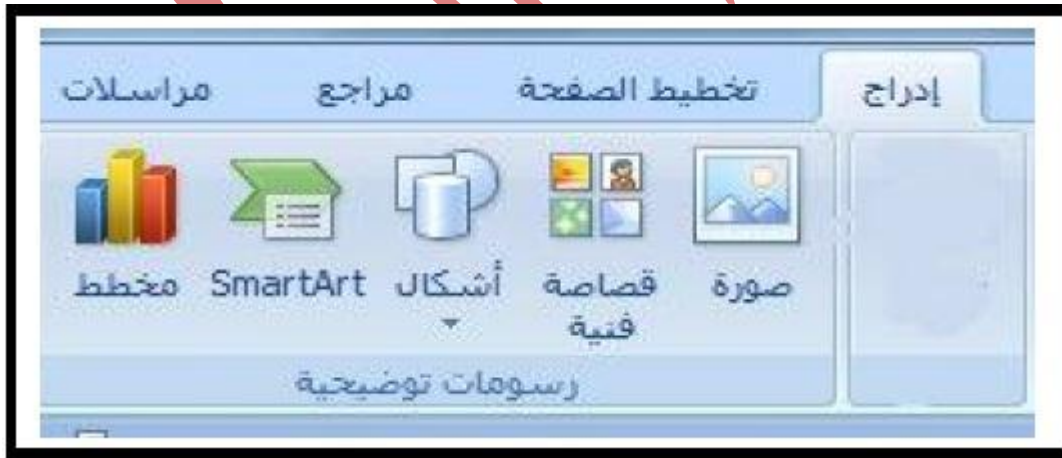 إدراج تخطيط الصفحة مراجع مراسلات
صورة قصاصة فنية أشكال SmartArt مخطط
رسومات توضيحية